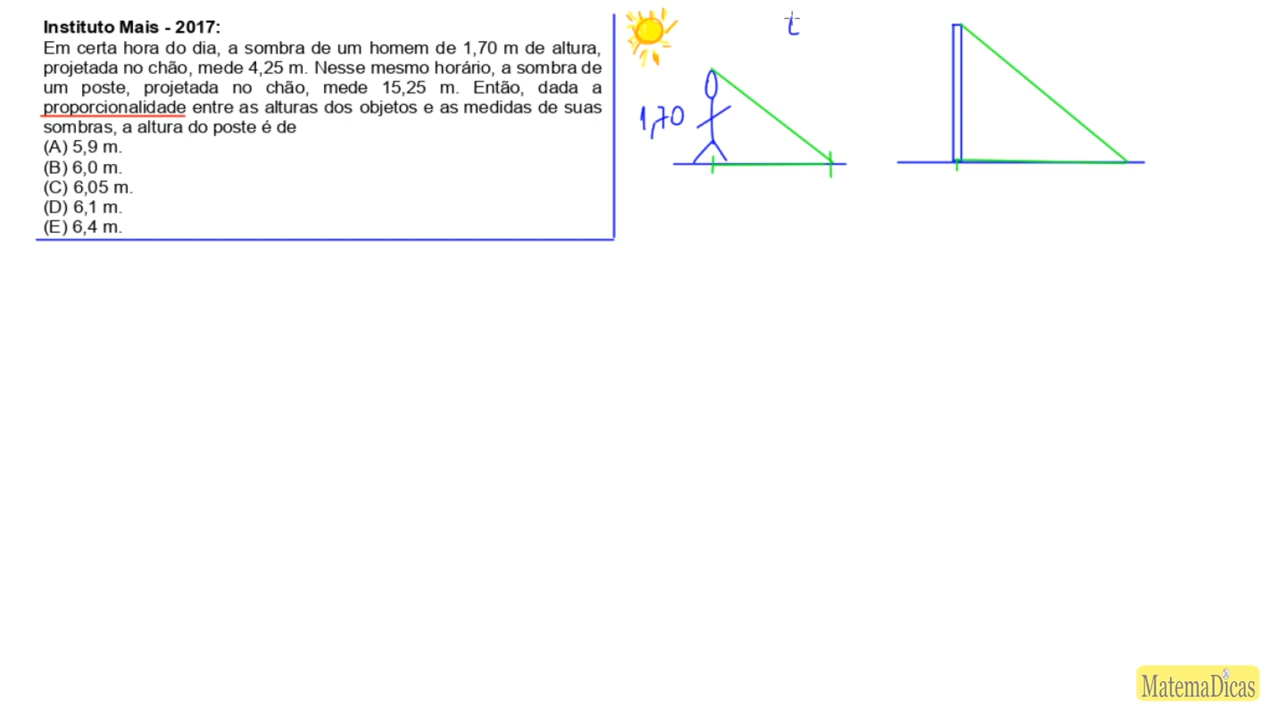 Instituto Mais - 2017:
Em certa hora do dia, a sombra de um homem de 1,70 m de altura,
projetada no chão, mede 4,25 m. Nesse mesmo horário, a sombra de
um poste, projetada no chão, mede 15,25 m. Então, dada a
proporcionalidade entre as alturas dos objetos e as medidas de suas
sombras, a altura do poste é de
(A) 5,9 m.
(B) 6,0 m.
(C) 6,05 m.
(D) 6,1 m.
(E) 6,4 m.
1,70
MatemaDicas